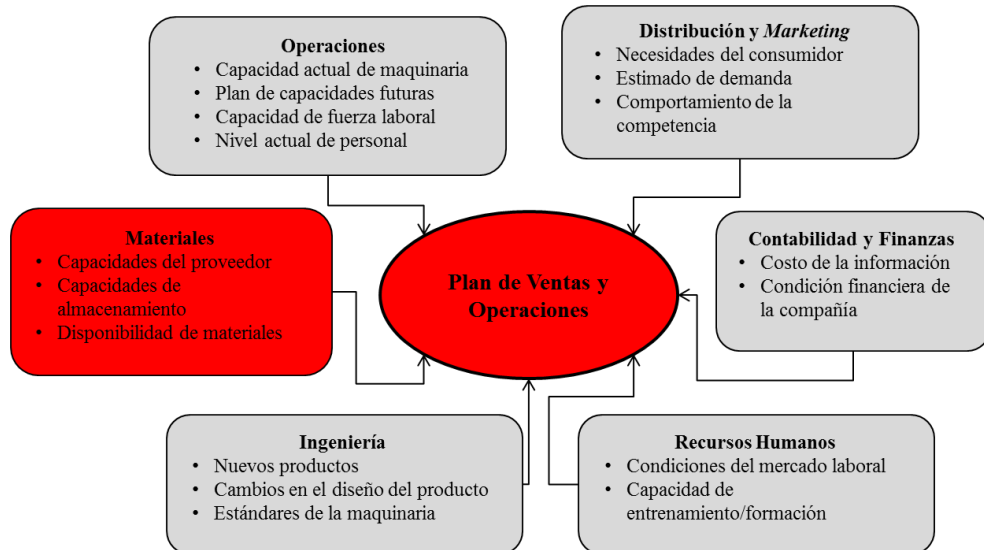 Operaciones
• Capacidad actual de maquinaria
• Plan de capacidades futuras
• Capacidad de fuerza laboral
• Nivel actual de personal
Distribución y Marketing
• Necesidades del consumidor
• Estimado de demanda
• Comportamiento de la
competencia
Materiales
• Capacidades del proveedor
• Capacidades de
almacenamiento
• Disponibilidad de materiales
Plan de Ventas y
Operaciones
Contabilidad y Finanzas
• Costo de la información
• Condición financiera de
la compañía
Ingeniería
• Nuevos productos
• Cambios en el diseño del producto
• Estándares de la maquinaria
Recursos Humanos
• Condiciones del mercado laboral
• Capacidad de
entrenamiento/formación